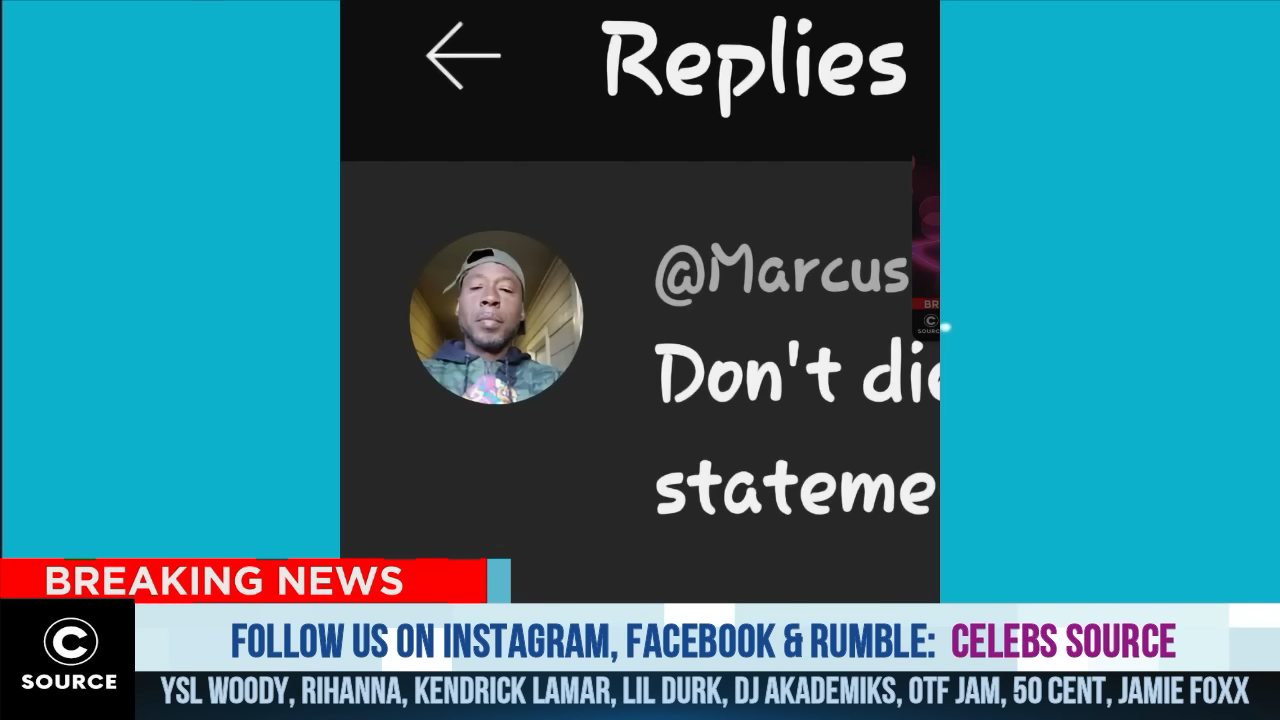 Replies
@Marcus
Don't die
stateme
BREAKING NEWS
C
SOURCE
FOLLOW US ON INSTAGRAM, FACEBOOK & RUMBLE: CELEBS SOURCE
YSL WOODY, RIHANNA, KENDRICK LAMAR, LIL DURK, DJ AKADEMIKS, OTF JAM, 50 CENT, JAMIE FOXX